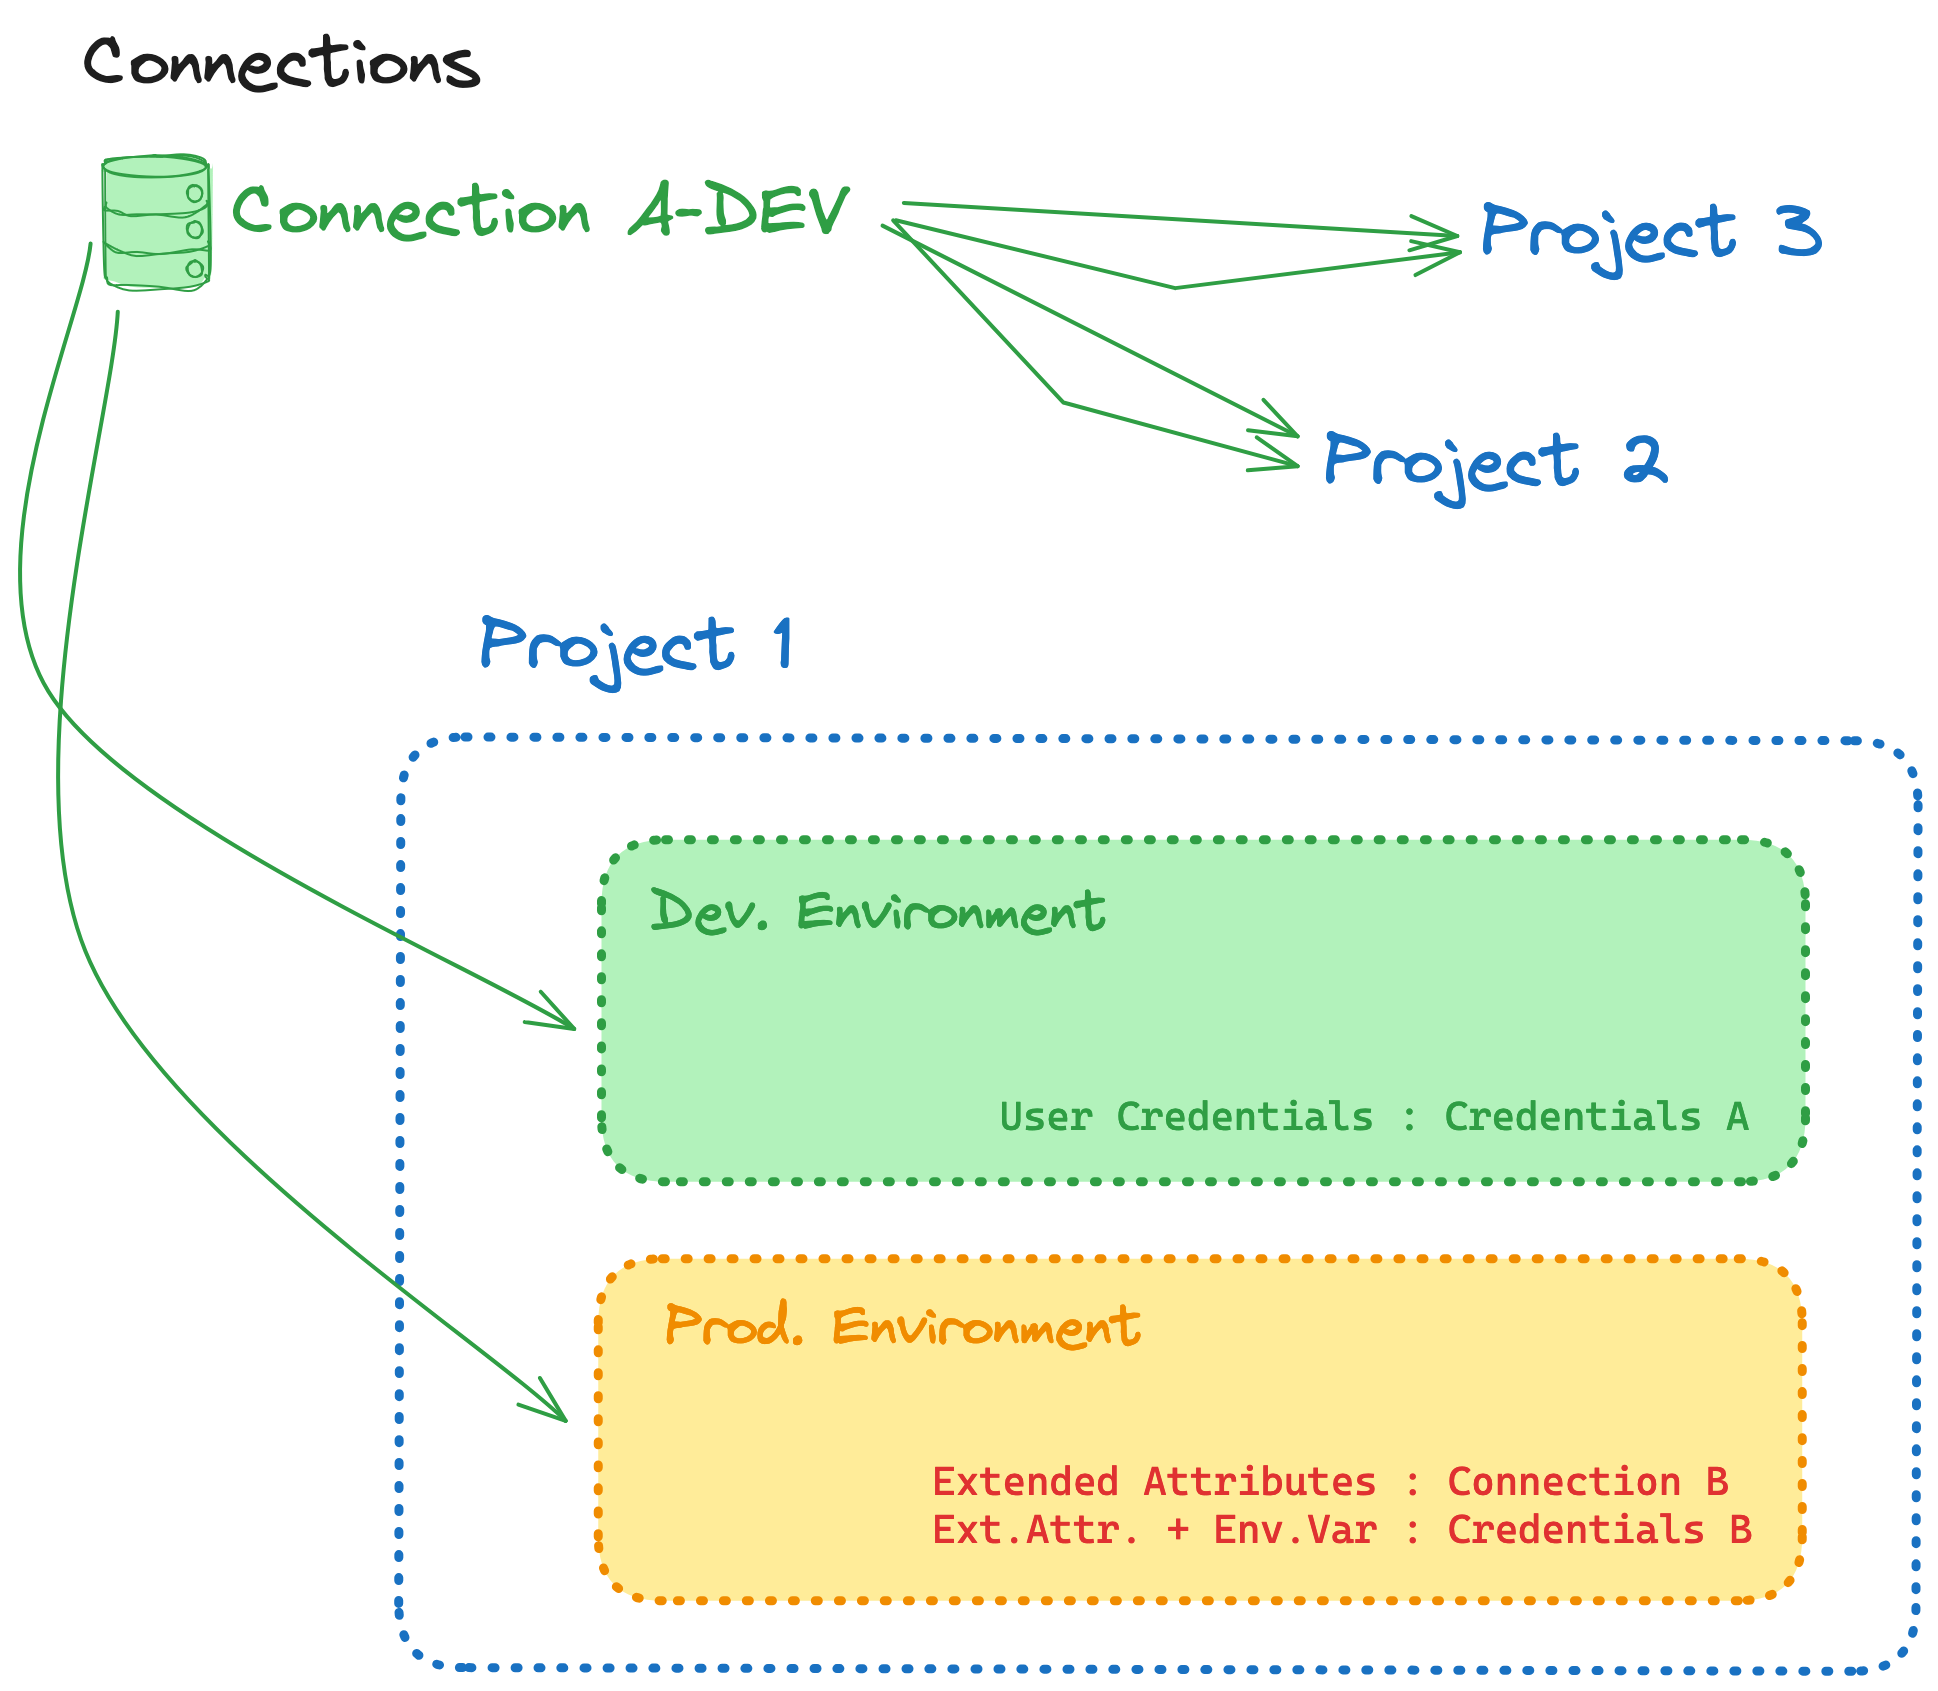 Connections
Connection A-DEV
Project 3
Project 2
Project 1
Dev. Environment
User Credentials : Credentials A
Prod. Environment
Extended Attributes : Connection B
Ext.Attr. + Env.Var : Credentials B